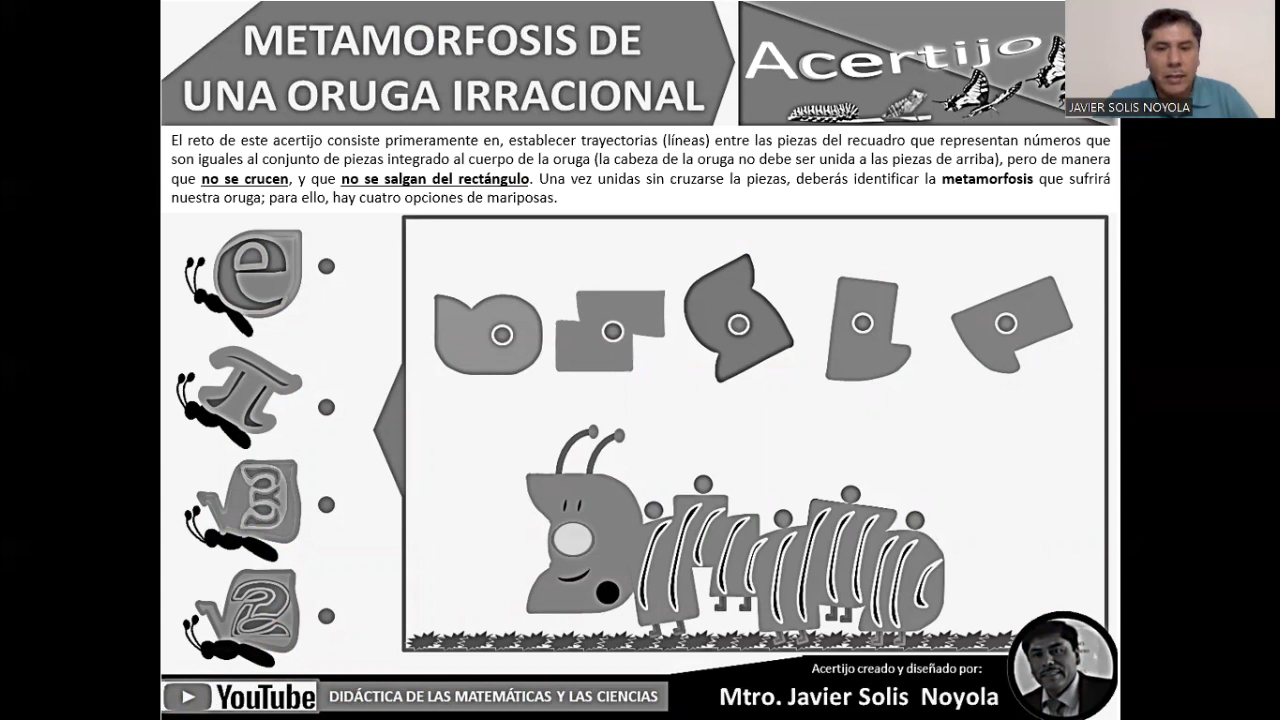 METAMORFOSIS DE
UNA ORUGA IRRACIONAL
Acertijo
JAVIER SOLIS NOYOLA
El reto de este acertijo consiste primeramente en, establecer trayectorias (líneas) entre las piezas del recuadro que representan números que
son iguales al conjunto de piezas integrado al cuerpo de la oruga (la cabeza de la oruga no debe ser unida a las piezas de arriba), pero de manera
que no se crucen, y que no se salgan del rectángulo. Una vez unidas sin cruzarse la piezas, deberás identificar la metamorfosis que sufrirá
nuestra oruga; para ello, hay cuatro opciones de mariposas.
e
π
√3
√2
Acertijo creado y diseñado por:
Mtro. Javier Solis Noyola
YouTube DIDÁCTICA DE LAS MATEMÁTICAS Y LAS CIENCIAS